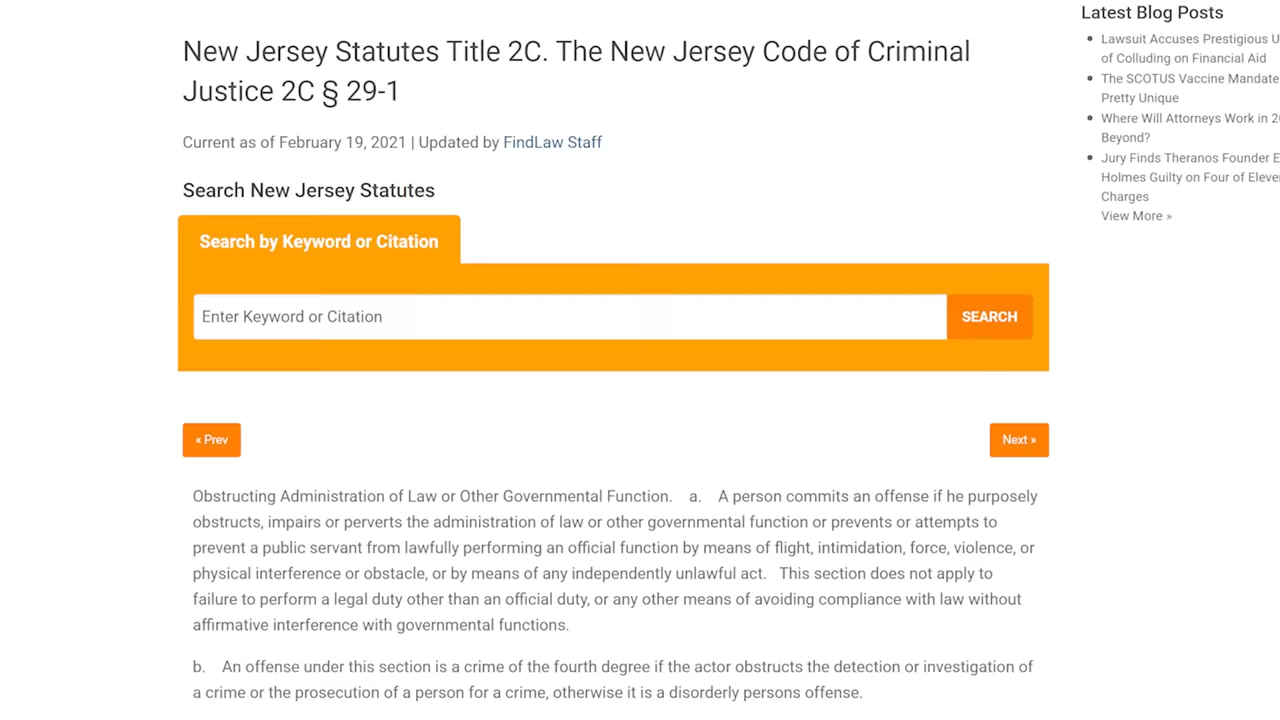 New Jersey Statutes Title 2C. The New Jersey Code of Criminal
Justice 2C § 29-1
Current as of February 19, 2021 | Updated by FindLaw Staff
Search New Jersey Statutes
Search by Keyword or Citation
Enter Keyword or Citation
SEARCH
« Prev
Next »
Obstructing Administration of Law or Other Governmental Function. a. A person commits an offense if he purposely
obstructs, impairs or perverts the administration of law or other governmental function or prevents or attempts to
prevent a public servant from lawfully performing an official function by means of flight, intimidation, force, violence, or
physical interference or obstacle, or by means of any independently unlawful act. This section does not apply to
failure to perform a legal duty other than an official duty, or any other means of avoiding compliance with law without
affirmative interference with governmental functions.
b. An offense under this section is a crime of the fourth degree if the actor obstructs the detection or investigation of
a crime or the prosecution of a person for a crime, otherwise it is a disorderly persons offense.
Latest Blog Posts
Lawsuit Accuses Prestigious U
of Colluding on Financial Aid
The SCOTUS Vaccine Mandate
Pretty Unique
Where Will Attorneys Work in 2
Beyond?
Jury Finds Theranos Founder E
Holmes Guilty on Four of Eleve
Charges
View More »